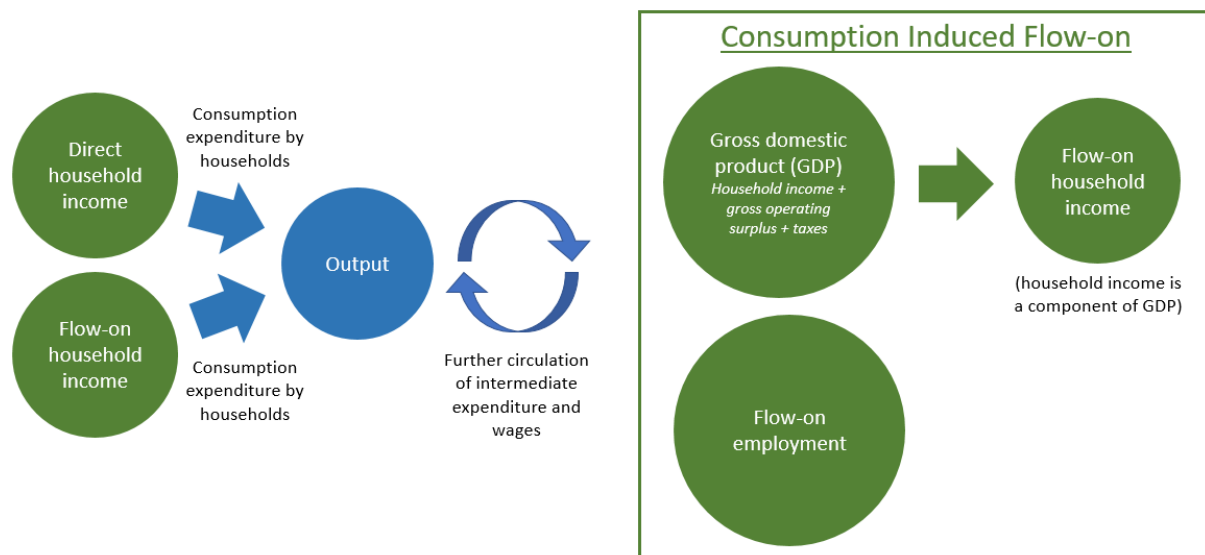 Direct
household
income
Consumption
expenditure by
households
Flow-on
household
income
Consumption
expenditure by
households
Output
Further circulation
of intermediate
expenditure and
wages
Consumption Induced Flow-on
Gross domestic
product (GDP)
Household income +
gross operating
surplus + taxes
Flow-on
household
income
(household income is
a component of GDP)
Flow-on
employment